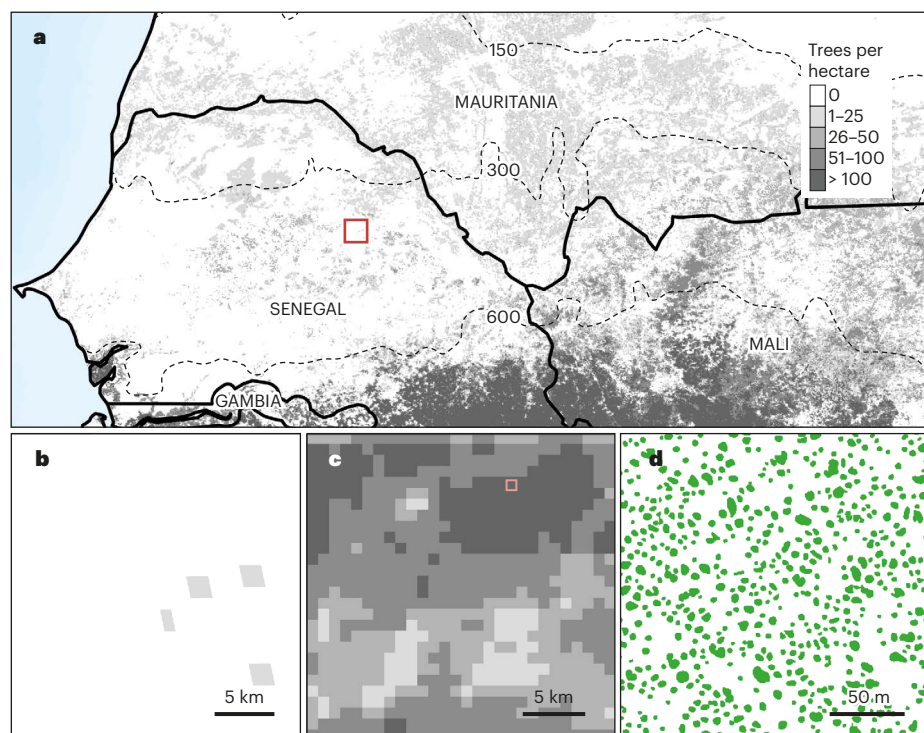 a
150
MAURITANIA
Trees per
hectare
0
1–25
26–50
51–100
> 100
300
SENEGAL
600
MALI
GAMBIA
b
5 km
c
5 km
d
50 m